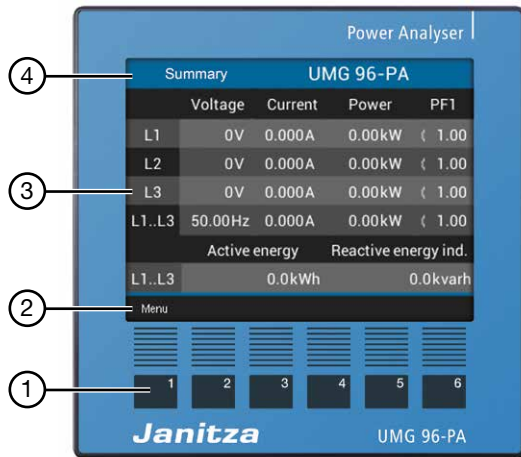 Power Analyser
4
Summary UMG 96-PA
Voltage Current Power PF1
L1 0V 0.000A 0.00kW ( 1.00
L2 0V 0.000A 0.00kW ( 1.00
3
L3 0V 0.000A 0.00kW ( 1.00
L1..L3 50.00Hz 0.000A 0.00kW ( 1.00
Active energy Reactive energy ind.
L1..L3 0.0kWh 0.0kvarh
2
Menu
1
1 2 3 4 5 6
Janitza UMG 96-PA